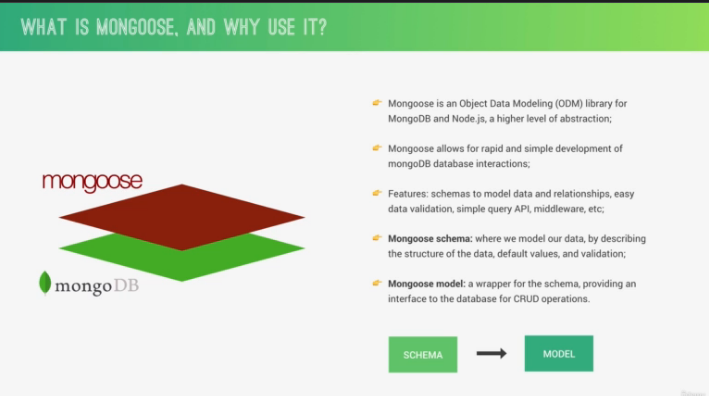 WHAT IS MONGOOSE, AND WHY USE IT?
mongoose
mongoDB
Mongoose is an Object Data Modeling (ODM) library for
MongoDB and Node.js, a higher level of abstraction;
Mongoose allows for rapid and simple development of
mongoDB database interactions;
Features: schemas to model data and relationships, easy
data validation, simple query API, middleware, etc;
Mongoose schema: where we model our data, by describing
the structure of the data, default values, and validation;
Mongoose model: a wrapper for the schema, providing an
interface to the database for CRUD operations.
SCHEMA
MODEL